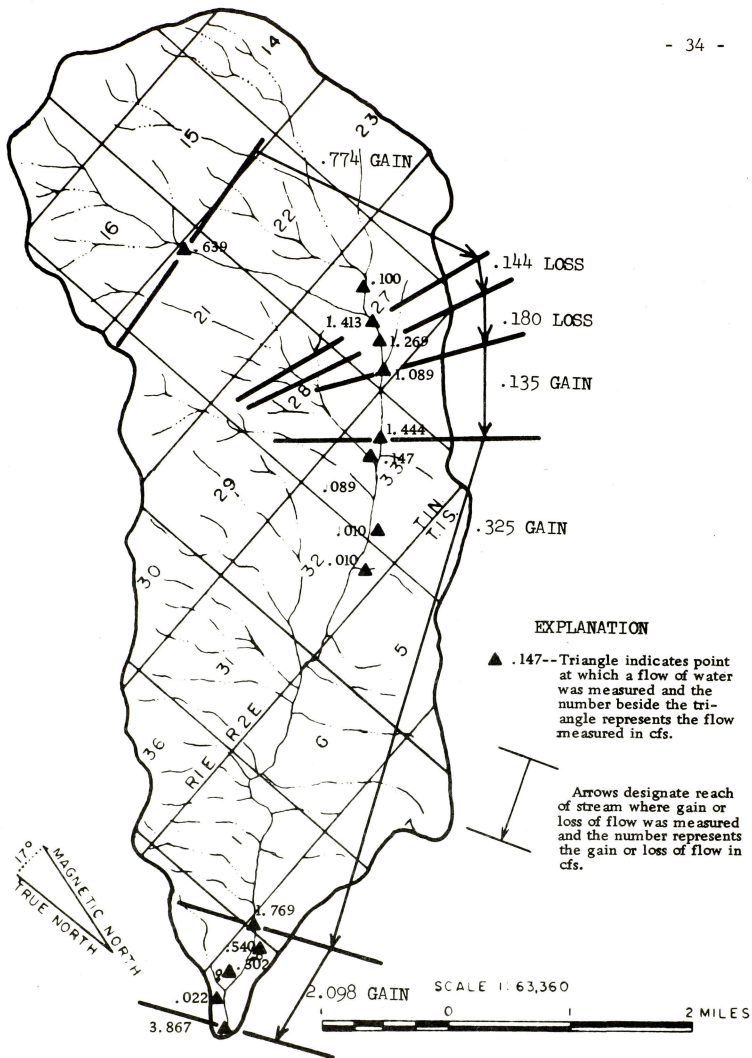 - 34 -
14
23
15
.774 GAIN
22
16
.639
.144 LOSS
.100
27
21
1.413
.180 LOSS
1.269
1.089
.135 GAIN
28
1.444
.147
33
29
.089
T.1N.
T.1S.
.325 GAIN
.010
32
.010
30
EXPLANATION
5
▲ .147--Triangle indicates point
at which a flow of water
was measured and the
number beside the tri-
angle represents the flow
measured in cfs.
31
R1E R2E
6
36
Arrows designate reach
of stream where gain or
loss of flow was measured
and the number represents
the gain or loss of flow in
cfs.
7
17°
MAGNETIC NORTH
TRUE NORTH
1.769
.540
.302
.022
2.098 GAIN
SCALE 1:63,360
3.867
1 0 1 2 MILES